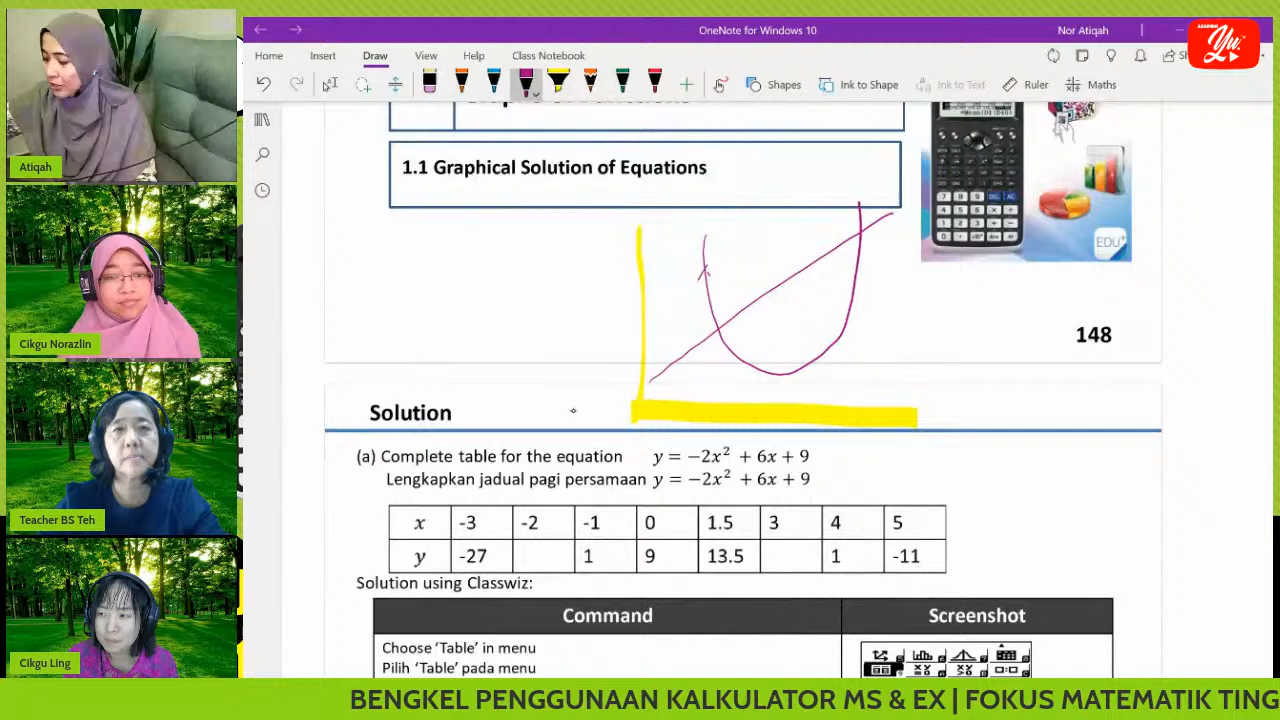 OneNote for Windows 10
Nor Atiqah
AKADEMI
Yu
Home Insert Draw View Help Class Notebook
Shapes Ink to Shape Ink to Text Ruler Maths
1.1 Graphical Solution of Equations
EDU+
148
Solution
(a) Complete table for the equation y = −2x² + 6x + 9
Lengkapkan jadual pagi persamaan y = −2x² + 6x + 9
x -3 -2 -1 0 1.5 3 4 5
y -27 1 9 13.5 1 -11
Solution using Classwiz:
Command Screenshot
Choose ‘Table’ in menu
Pilih ‘Table’ pada menu
Atiqah
Cikgu Norazlin
Teacher BS Teh
Cikgu Ling
BENGKEL PENGGUNAAN KALKULATOR MS & EX | FOKUS MATEMATIK TING